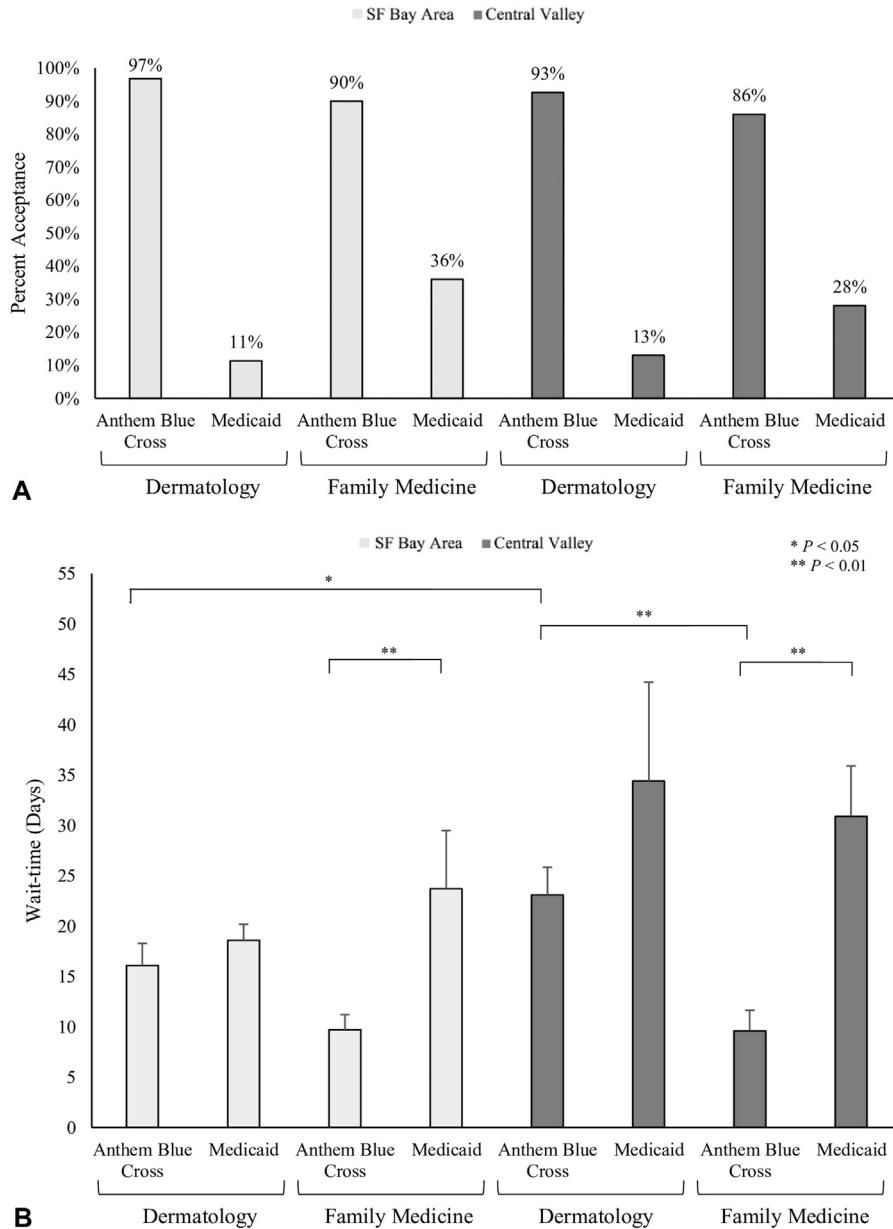 SF Bay Area Central Valley
97% 90% 93% 86%
36% 28%
11% 13%
Percent Acceptance
100%
90%
80%
70%
60%
50%
40%
30%
20%
10%
0%
Anthem Blue Cross Medicaid Anthem Blue Cross Medicaid Anthem Blue Cross Medicaid Anthem Blue Cross Medicaid
Dermatology Family Medicine Dermatology Family Medicine
A
SF Bay Area Central Valley
* P < 0.05
** P < 0.01
*
**
**
**
Wait-time (Days)
55
50
45
40
35
30
25
20
15
10
5
0
Anthem Blue Cross Medicaid Anthem Blue Cross Medicaid Anthem Blue Cross Medicaid Anthem Blue Cross Medicaid
Dermatology Family Medicine Dermatology Family Medicine
B